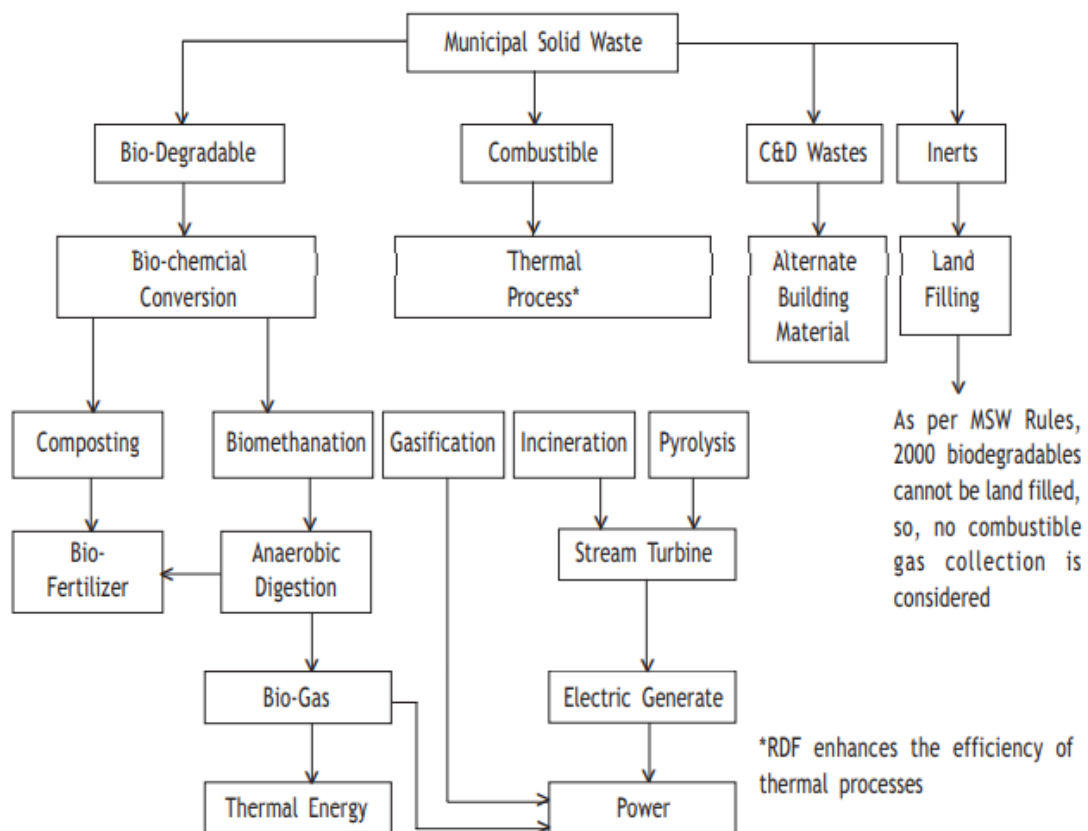 Municipal Solid Waste
Bio-Degradable
Combustible
C&D Wastes
Inerts
Bio-chemcial
Conversion
Thermal
Process*
Alternate
Building
Material
Land
Filling
Composting
Biomethanation
Gasification
Incineration
Pyrolysis
As per MSW Rules,
2000 biodegradables
cannot be land filled,
so, no combustible
gas collection is
considered
Bio-
Fertilizer
Anaerobic
Digestion
Stream Turbine
Bio-Gas
Electric Generate
*RDF enhances the efficiency of
thermal processes
Thermal Energy
Power